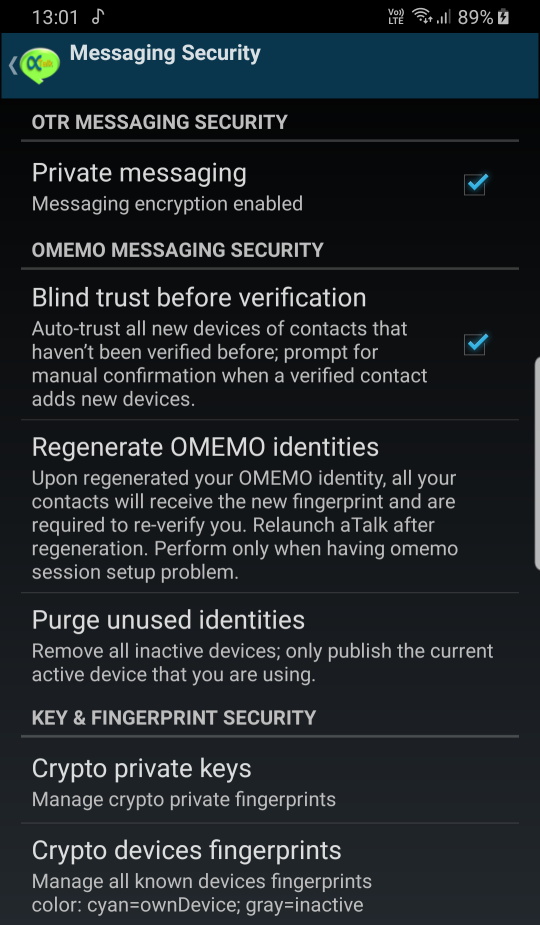 13:01 Vo)) LTE 89%
Messaging Security
OTR MESSAGING SECURITY
Private messaging
Messaging encryption enabled
OMEMO MESSAGING SECURITY
Blind trust before verification
Auto-trust all new devices of contacts that
haven't been verified before; prompt for
manual confirmation when a verified contact
adds new devices.
Regenerate OMEMO identities
Upon regenerated your OMEMO identity, all your
contacts will receive the new fingerprint and are
required to re-verify you. Relaunch aTalk after
regeneration. Perform only when having omemo
session setup problem.
Purge unused identities
Remove all inactive devices; only publish the current
active device that you are using.
KEY & FINGERPRINT SECURITY
Crypto private keys
Manage crypto private fingerprints
Crypto devices fingerprints
Manage all known devices fingerprints
color: cyan=ownDevice; gray=inactive